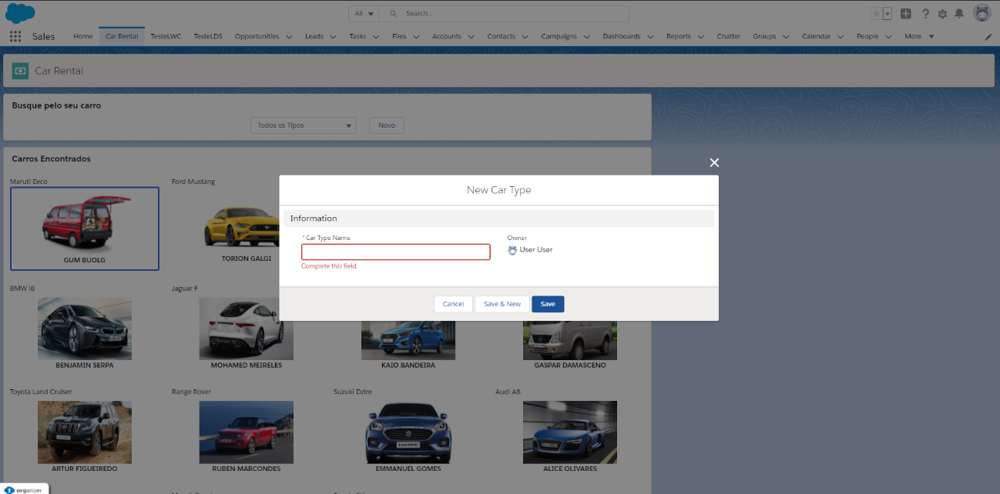 All
Search...
Sales
Home
Car Rental
TesteLWC
TesteLDS
Opportunities
Leads
Tasks
Files
Accounts
Contacts
Campaigns
Dashboards
Reports
Chatter
Groups
Calendar
People
More
Car Rental
Busque pelo seu carro
Todos os Tipos
Novo
Carros Encontrados
Maruti Eeco
GUM BUOLG
Ford Mustang
TORION GALGI
New Car Type
Information
*Car Type Name
Complete this field.
Owner
User User
Cancel
Save & New
Save
BMW i8
BENJAMIN SERPA
Jaguar F
MOHAMED MEIRELES
KAIO BANDEIRA
GASPAR DAMASCENO
Toyota Land Cruiser
ARTUR FIGUEIREDO
Range Rover
RUBEN MARCONDES
Suzuki Dzire
DZIRE
EMMANUEL GOMES
Audi A8
ALICE OLIVARES
organizer